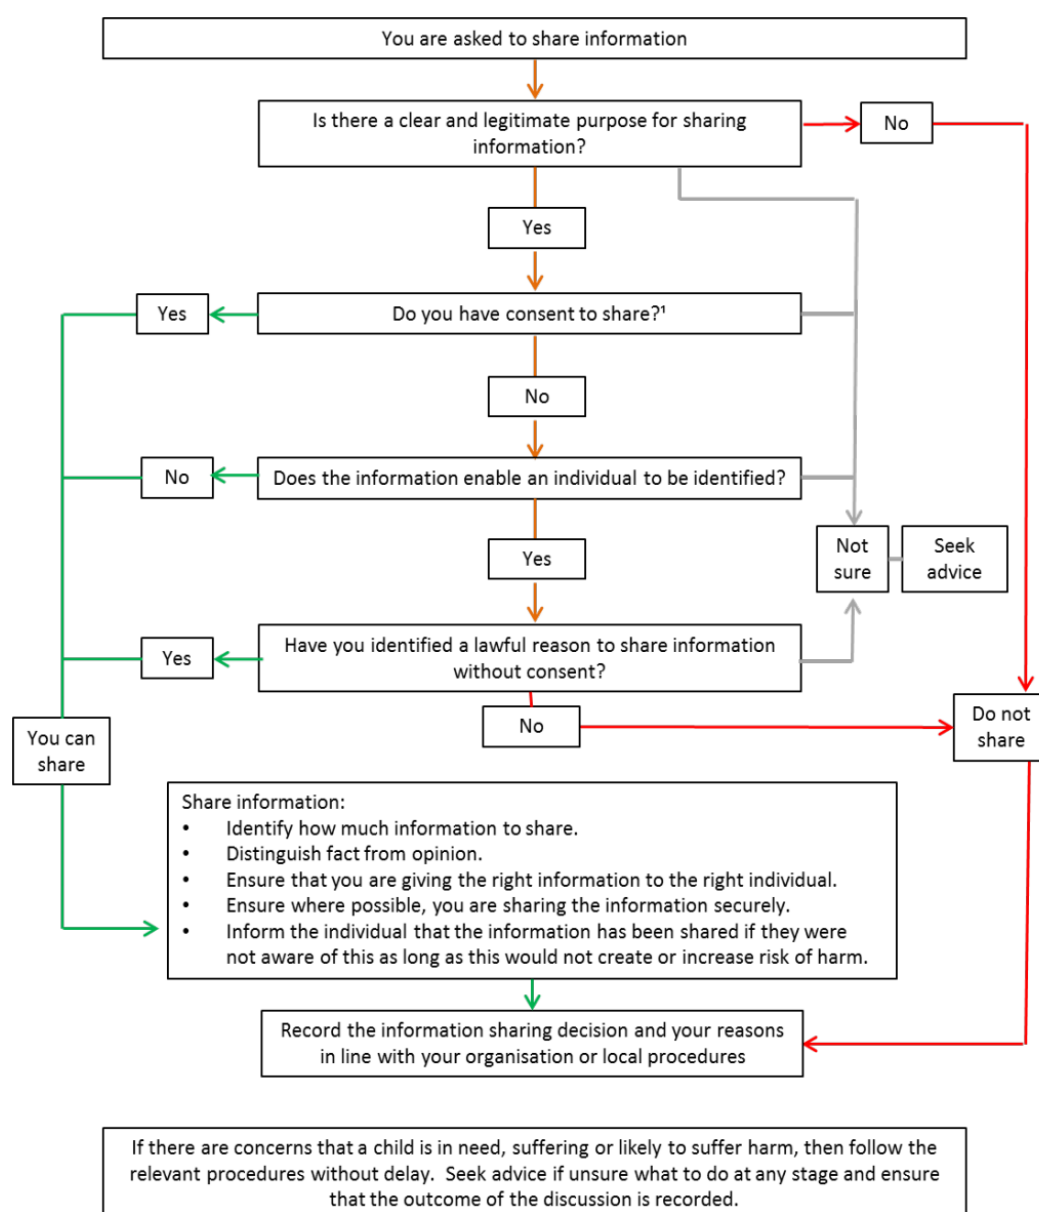 You are asked to share information
Is there a clear and legitimate purpose for sharing
information?
No
Yes
Yes
Do you have consent to share?¹
No
No
Does the information enable an individual to be identified?
Yes
Not
sure
Seek
advice
Yes
Have you identified a lawful reason to share information
without consent?
No
Do not
share
You can
share
Share information:
• Identify how much information to share.
• Distinguish fact from opinion.
• Ensure that you are giving the right information to the right individual.
• Ensure where possible, you are sharing the information securely.
• Inform the individual that the information has been shared if they were
not aware of this as long as this would not create or increase risk of harm.
Record the information sharing decision and your reasons
in line with your organisation or local procedures
If there are concerns that a child is in need, suffering or likely to suffer harm, then follow the
relevant procedures without delay.  Seek advice if unsure what to do at any stage and ensure
that the outcome of the discussion is recorded.